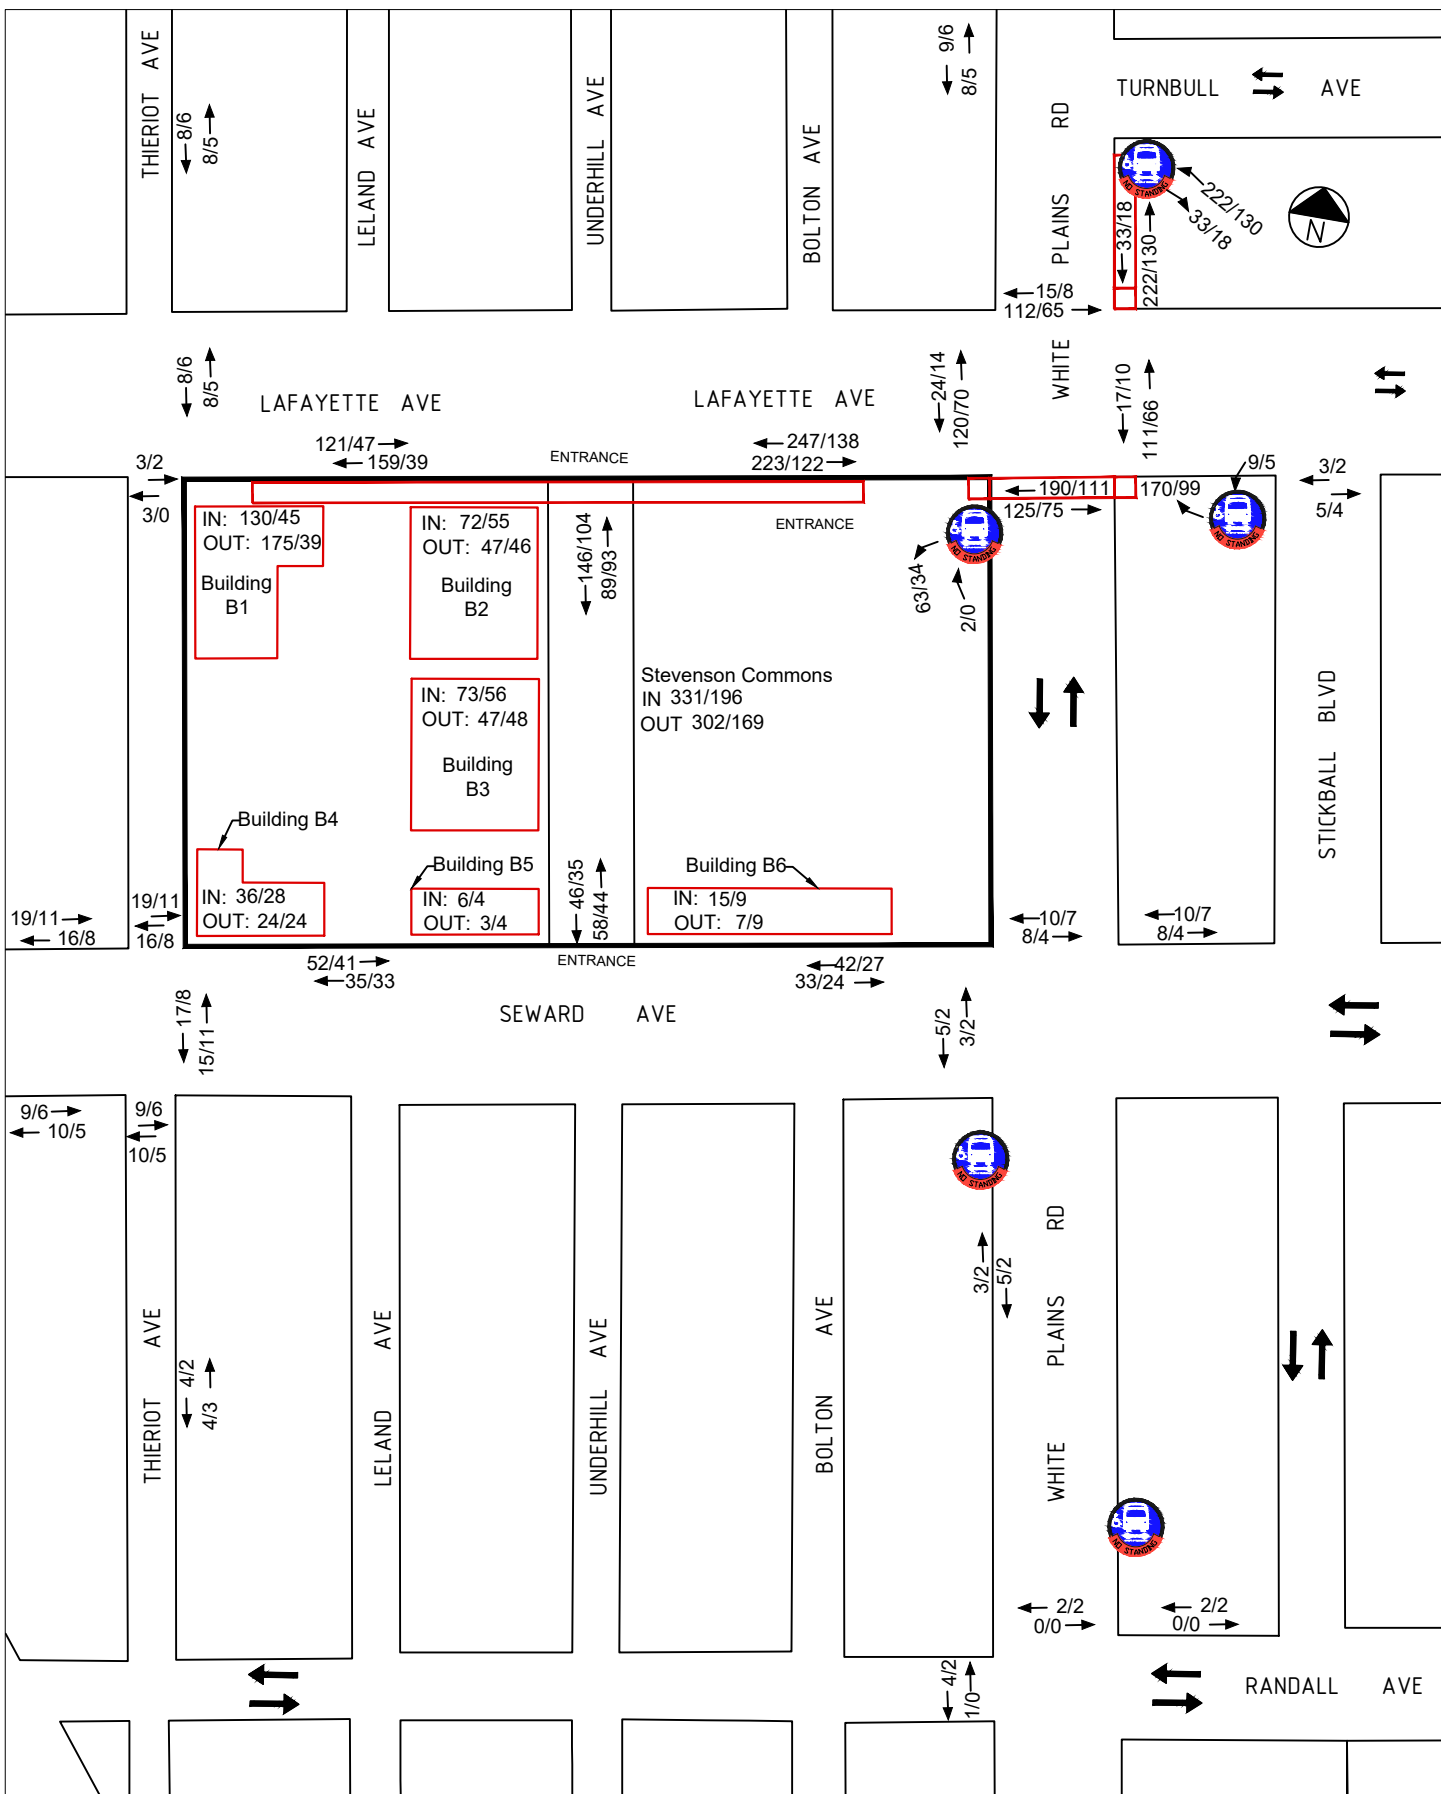 THIERIOT AVE
8/6
8/5
LELAND AVE
UNDERHILL AVE
BOLTON AVE
9/6
8/5
WHITE PLAINS RD
TURNBULL AVE
NO STANDING
222/130
33/18
33/18
222/130
N
15/8
112/65
8/6
8/5
LAFAYETTE AVE
LAFAYETTE AVE
24/14
120/70
17/10
111/66
121/47
159/39
ENTRANCE
247/138
223/122
3/2
3/0
9/5
3/2
5/4
190/111
170/99
125/75
NO STANDING
NO STANDING
ENTRANCE
IN: 130/45
OUT: 175/39
Building
B1
IN: 72/55
OUT: 47/46
Building
B2
146/104
89/93
63/34
2/0
IN: 73/56
OUT: 47/48
Building
B3
Stevenson Commons
IN 331/196
OUT 302/169
STICKBALL BLVD
Building B4
IN: 36/28
OUT: 24/24
Building B5
IN: 6/4
OUT: 3/4
46/35
58/44
Building B6
IN: 15/9
OUT: 7/9
19/11
16/8
19/11
16/8
10/7
8/4
10/7
8/4
52/41
35/33
ENTRANCE
42/27
33/24
SEWARD AVE
17/8
15/11
5/2
3/2
9/6
10/5
9/6
10/5
NO STANDING
3/2
5/2
THIERIOT AVE
4/2
4/3
LELAND AVE
UNDERHILL AVE
BOLTON AVE
WHITE PLAINS RD
NO STANDING
2/2
0/0
2/2
0/0
4/2
1/0
RANDALL AVE